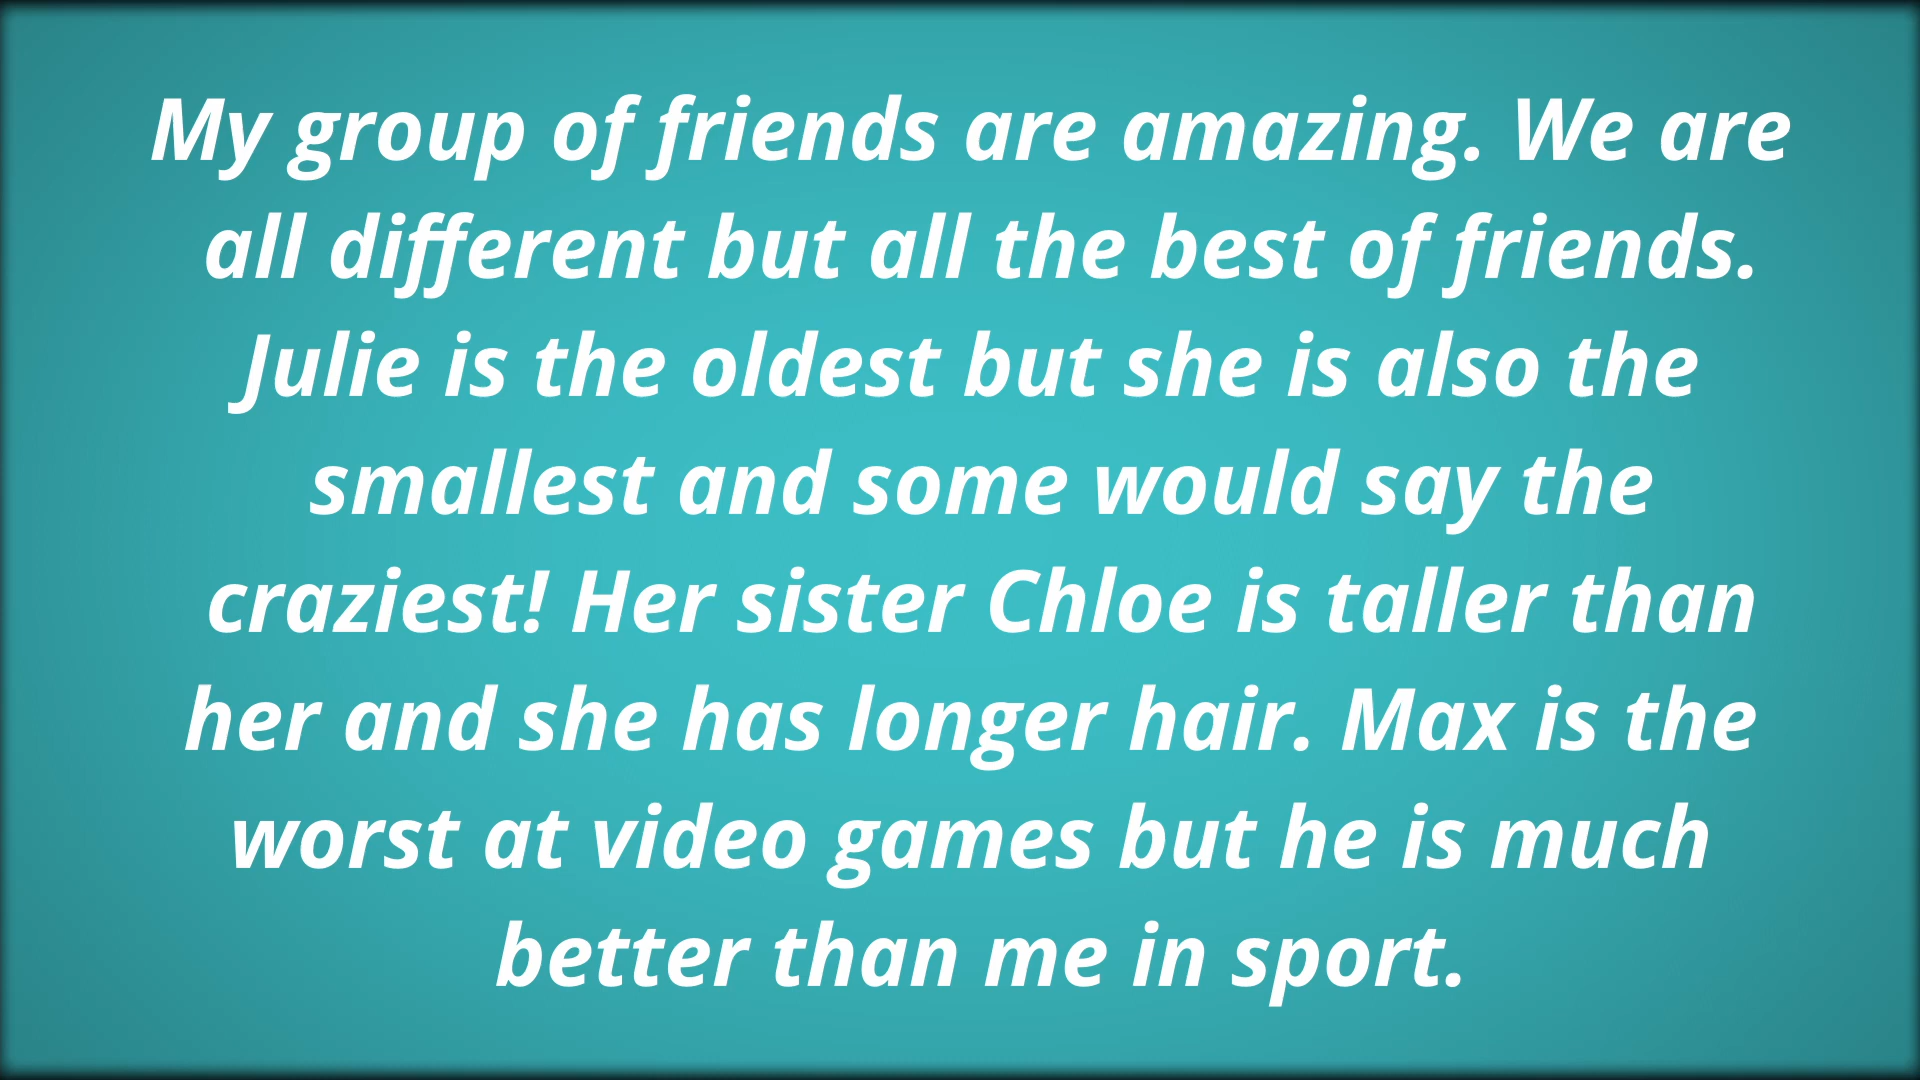 My group of friends are amazing. We are
all different but all the best of friends.
Julie is the oldest but she is also the
smallest and some would say the
craziest! Her sister Chloe is taller than
her and she has longer hair. Max is the
worst at video games but he is much
better than me in sport.